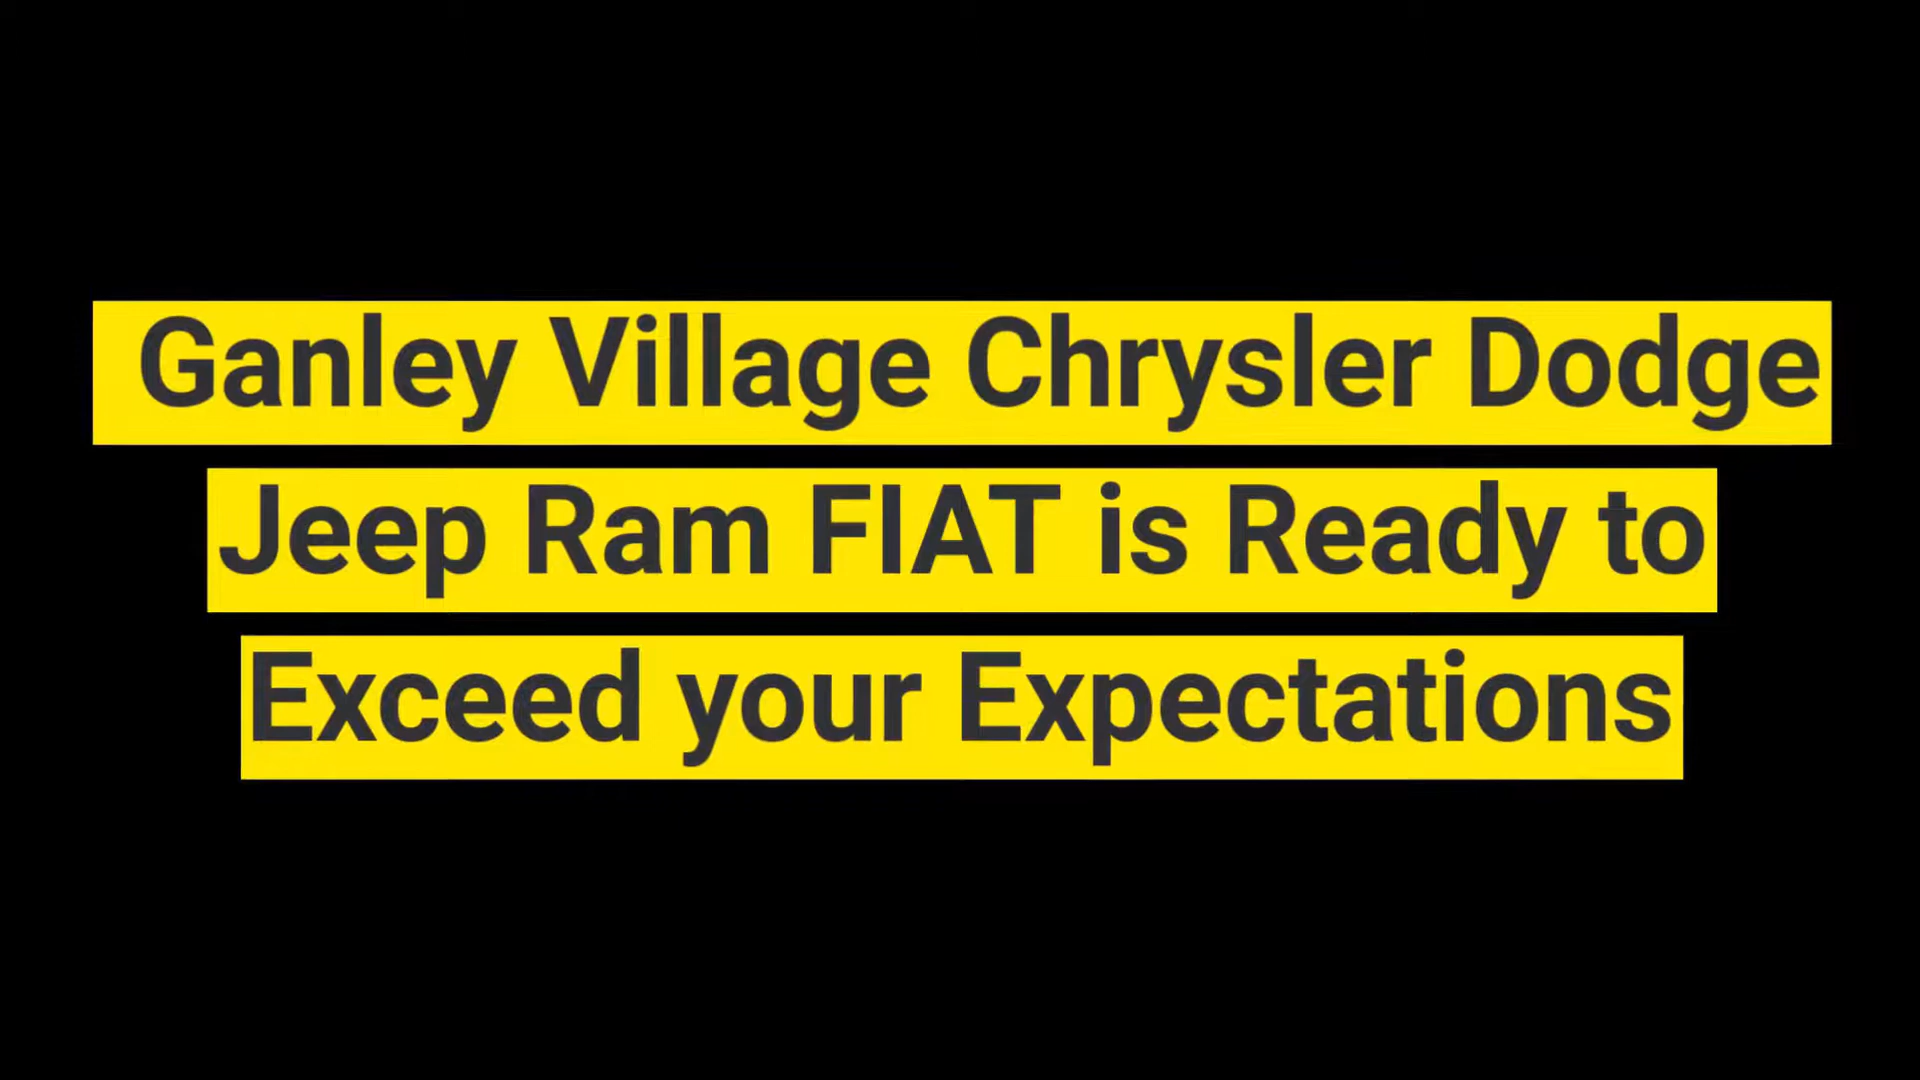 Ganley Village Chrysler Dodge
Jeep Ram FIAT is Ready to
Exceed your Expectations